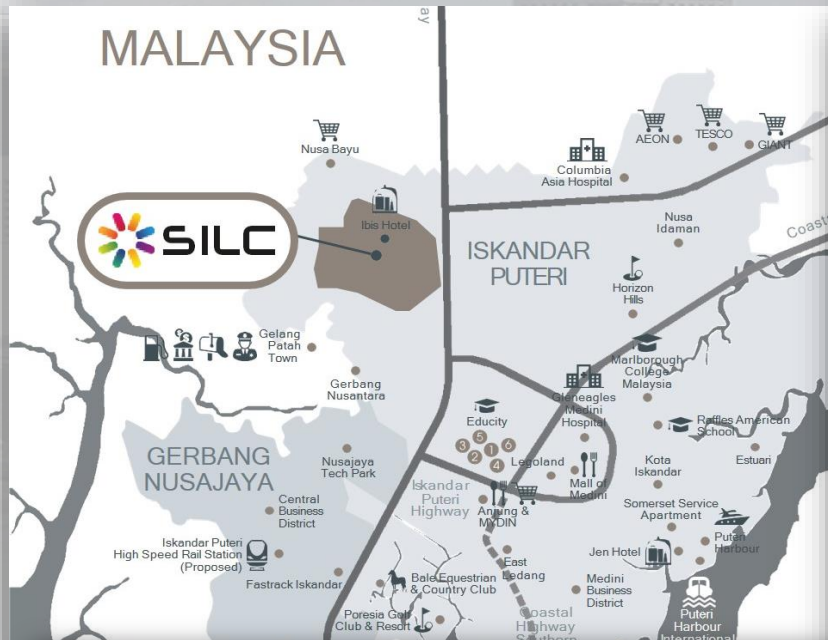 ay
MALAYSIA
Nusa Bayu
AEON
TESCO
GIANT
Columbia
Asia Hospital
SILC
Ibis Hotel
Nusa
Idaman
ISKANDAR
PUTERI
Horizon
Hills
Gelang
Patah
Town
Marlborough
College
Malaysia
Gerbang
Nusantara
Gleneagles
Medini
Hospital
Educity
Raffles American
School
3
5
1
6
2
4
GERBANG
NUSAJAYA
Nusajaya
Tech Park
Legoland
Mall of
Medini
Kota
Iskandar
Estuari
Iskandar
Puteri
Highway
Anjung &
MYDIN
Central
Business
District
Somerset Service
Apartment
Iskandar Puteri
High Speed Rail Station
(Proposed)
Jen Hotel
Puteri
Harbour
Fastrack Iskandar
East
Ledang
Bale Equestrian
& Country Club
Medini
Business
District
Poresia Golf
Club & Resort
Coastal
Highway
Southern
Puteri
Harbour
International